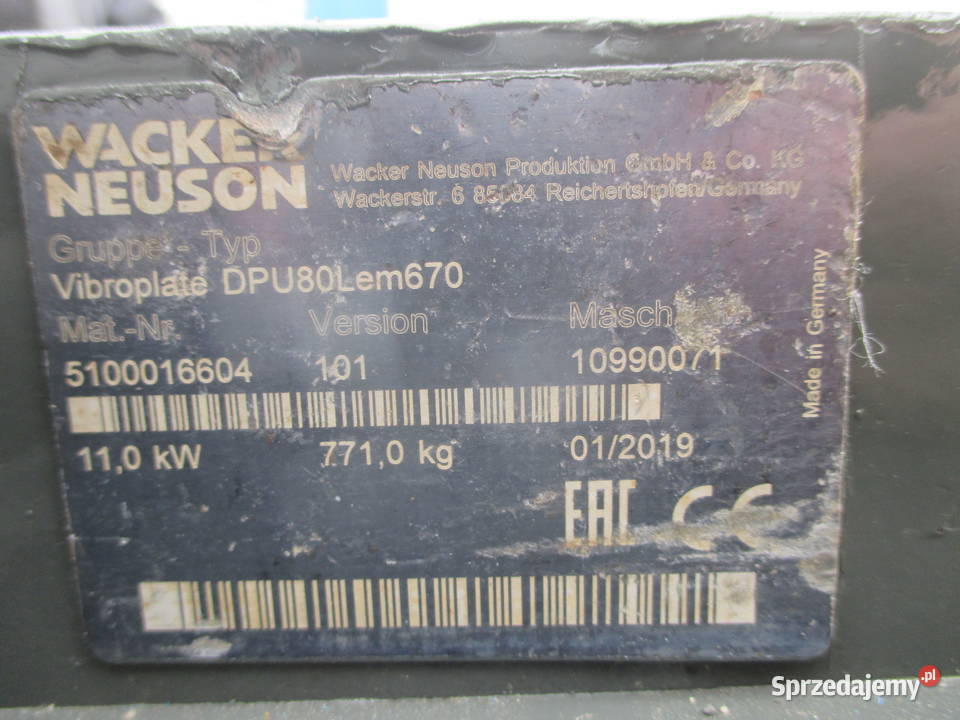 WACKER
NEUSON
Wacker Neuson Produktion GmbH & Co. KG
Wackerstr. 6 85084 Reichertshofen/Germany
Gruppe - Typ
Vibroplate DPU80Lem670
Mat.-Nr. Version Masch
5100016604 101 10990071
11,0 kW 771,0 kg 01/2019
EAC CE
Made in Germany
Sprzedajemy.pl